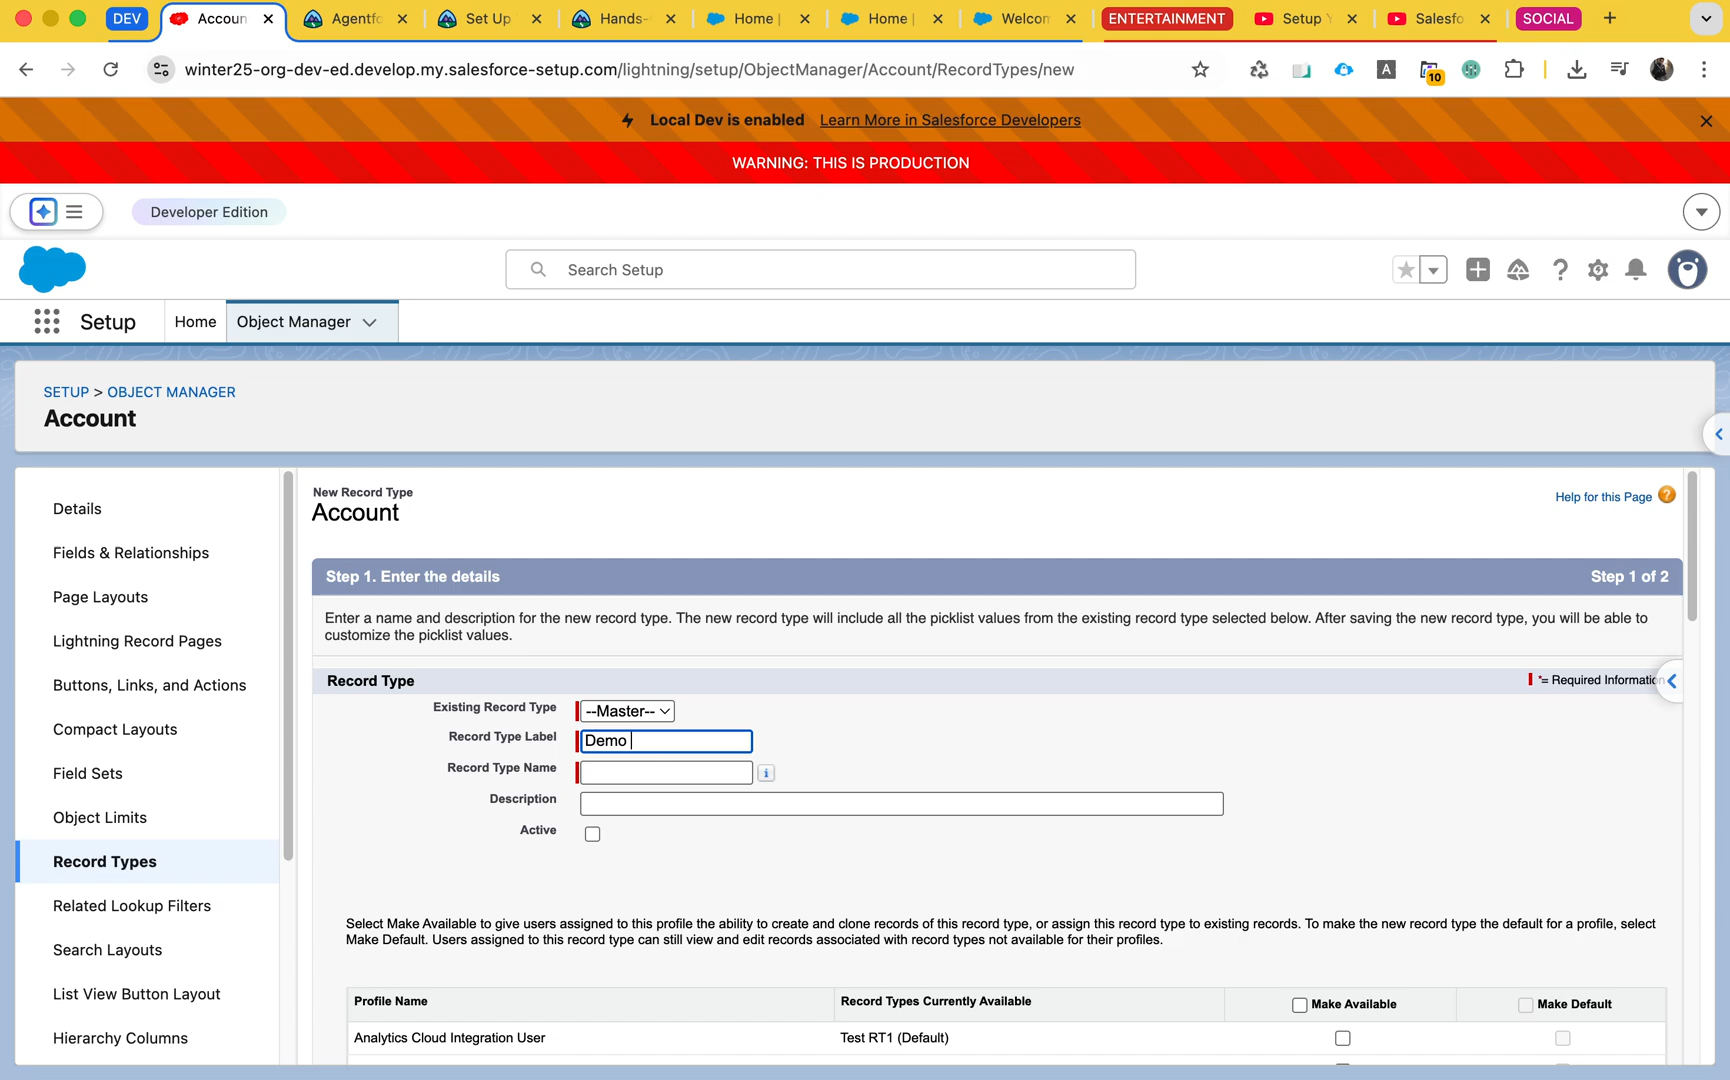 DEV
Accoun
Agentfo
Set Up
Hands-
Home |
Home |
Welcon
ENTERTAINMENT
Setup
Salesfo
SOCIAL
winter25-org-dev-ed.develop.my.salesforce-setup.com/lightning/setup/ObjectManager/Account/RecordTypes/new
A
10
Local Dev is enabled Learn More in Salesforce Developers
WARNING: THIS IS PRODUCTION
Developer Edition
Search Setup
Setup
Home
Object Manager
SETUP > OBJECT MANAGER
Account
Details
Fields & Relationships
Page Layouts
Lightning Record Pages
Buttons, Links, and Actions
Compact Layouts
Field Sets
Object Limits
Record Types
Related Lookup Filters
Search Layouts
List View Button Layout
Hierarchy Columns
New Record Type
Account
Help for this Page ?
Step 1. Enter the details
Step 1 of 2
Enter a name and description for the new record type. The new record type will include all the picklist values from the existing record type selected below. After saving the new record type, you will be able to
customize the picklist values.
Record Type
*= Required Information
Existing Record Type --Master--
Record Type Label Demo
Record Type Name i
Description
Active
Select Make Available to give users assigned to this profile the ability to create and clone records of this record type, or assign this record type to existing records. To make the new record type the default for a profile, select
Make Default. Users assigned to this record type can still view and edit records associated with record types not available for their profiles.
Profile Name Record Types Currently Available Make Available Make Default
Analytics Cloud Integration User Test RT1 (Default)